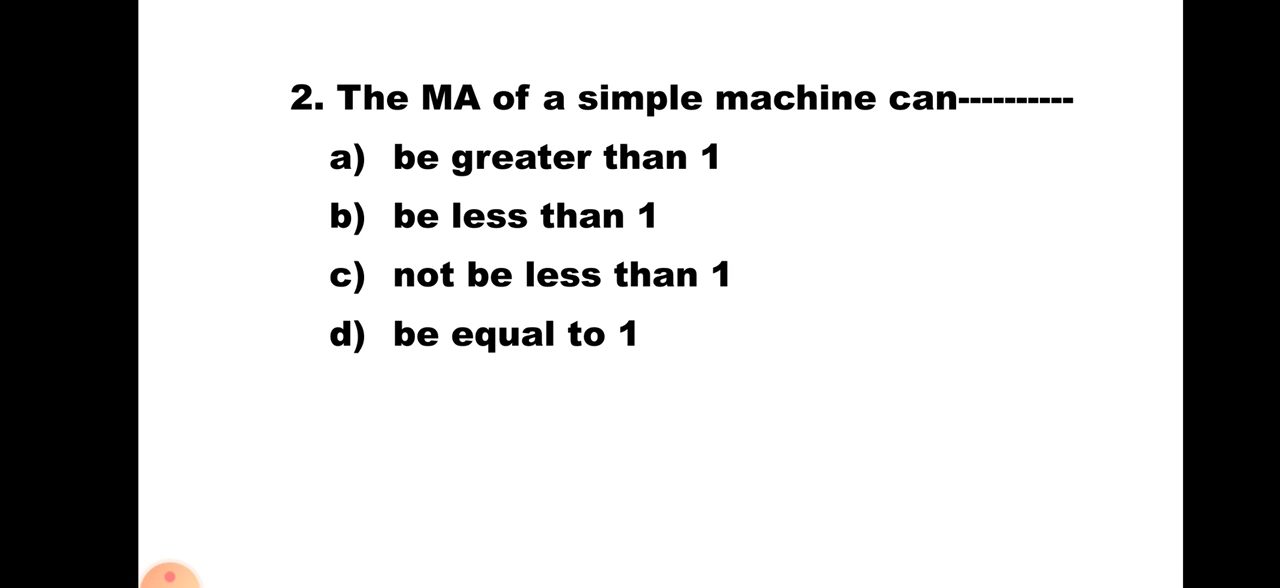 2. The MA of a simple machine can----------
a) be greater than 1
b) be less than 1
c) not be less than 1
d) be equal to 1